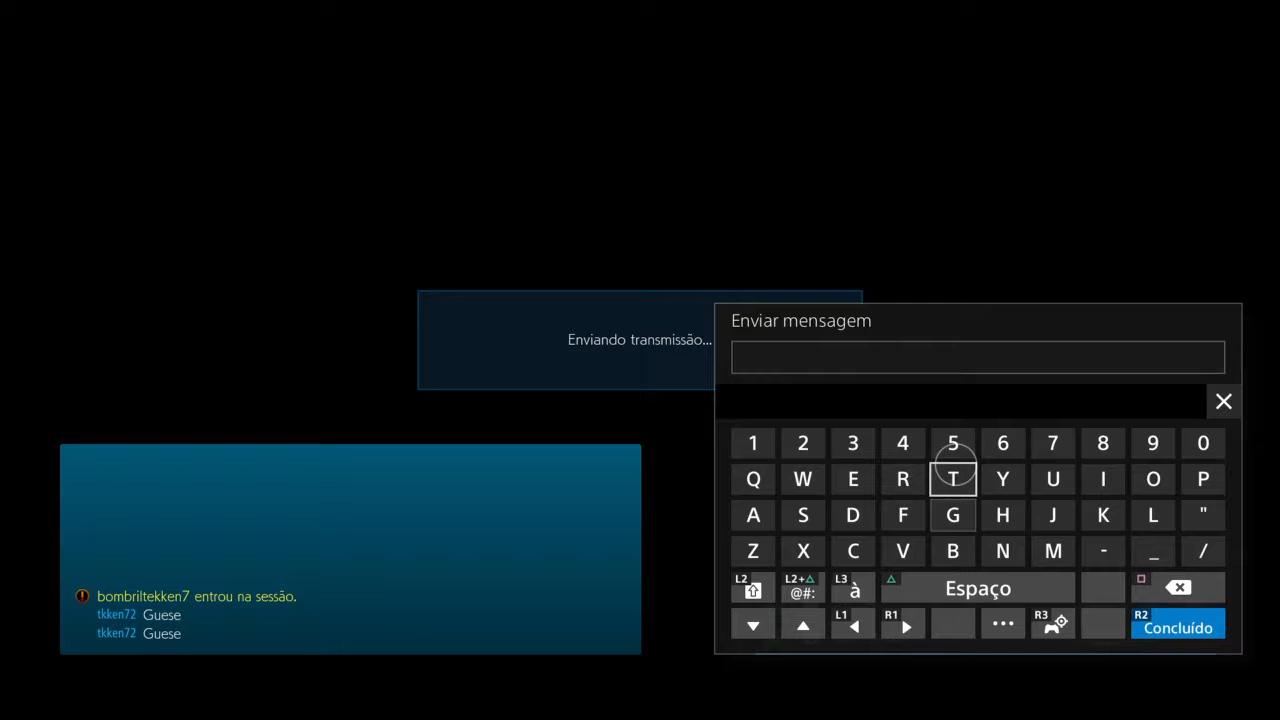 Enviando transmissão...
bombriltekken7 entrou na sessão.
tkken72 Guese
tkken72 Guese
Enviar mensagem
1 2 3 4 5 6 7 8 9 0
Q W E R T Y U I O P
A S D F G H J K L "
Z X C V B N M - _ /
L2 L2+△ @#: L3 à △ Espaço □
L1 R1 ... R3 R2 Concluído